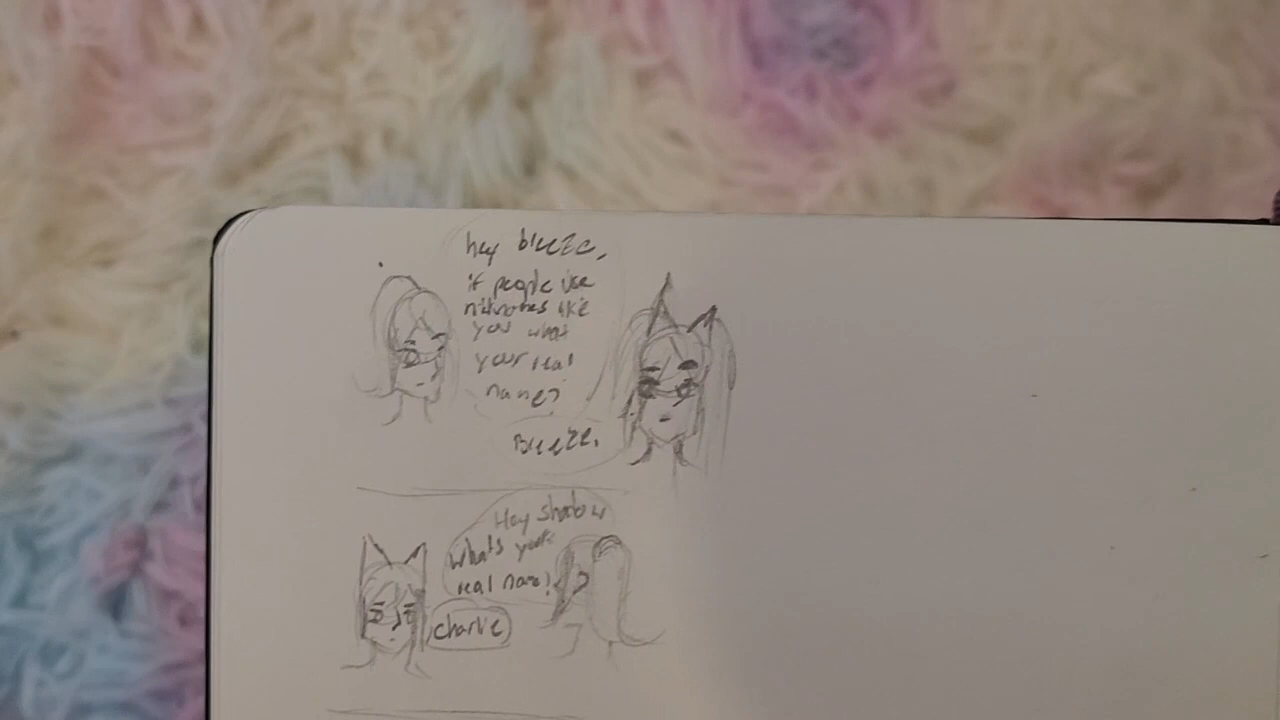 hey breeze,
if people use
nicknames like
you what
your real
name?
Breeze.
Hey shadow
whats your
real name?
charlie